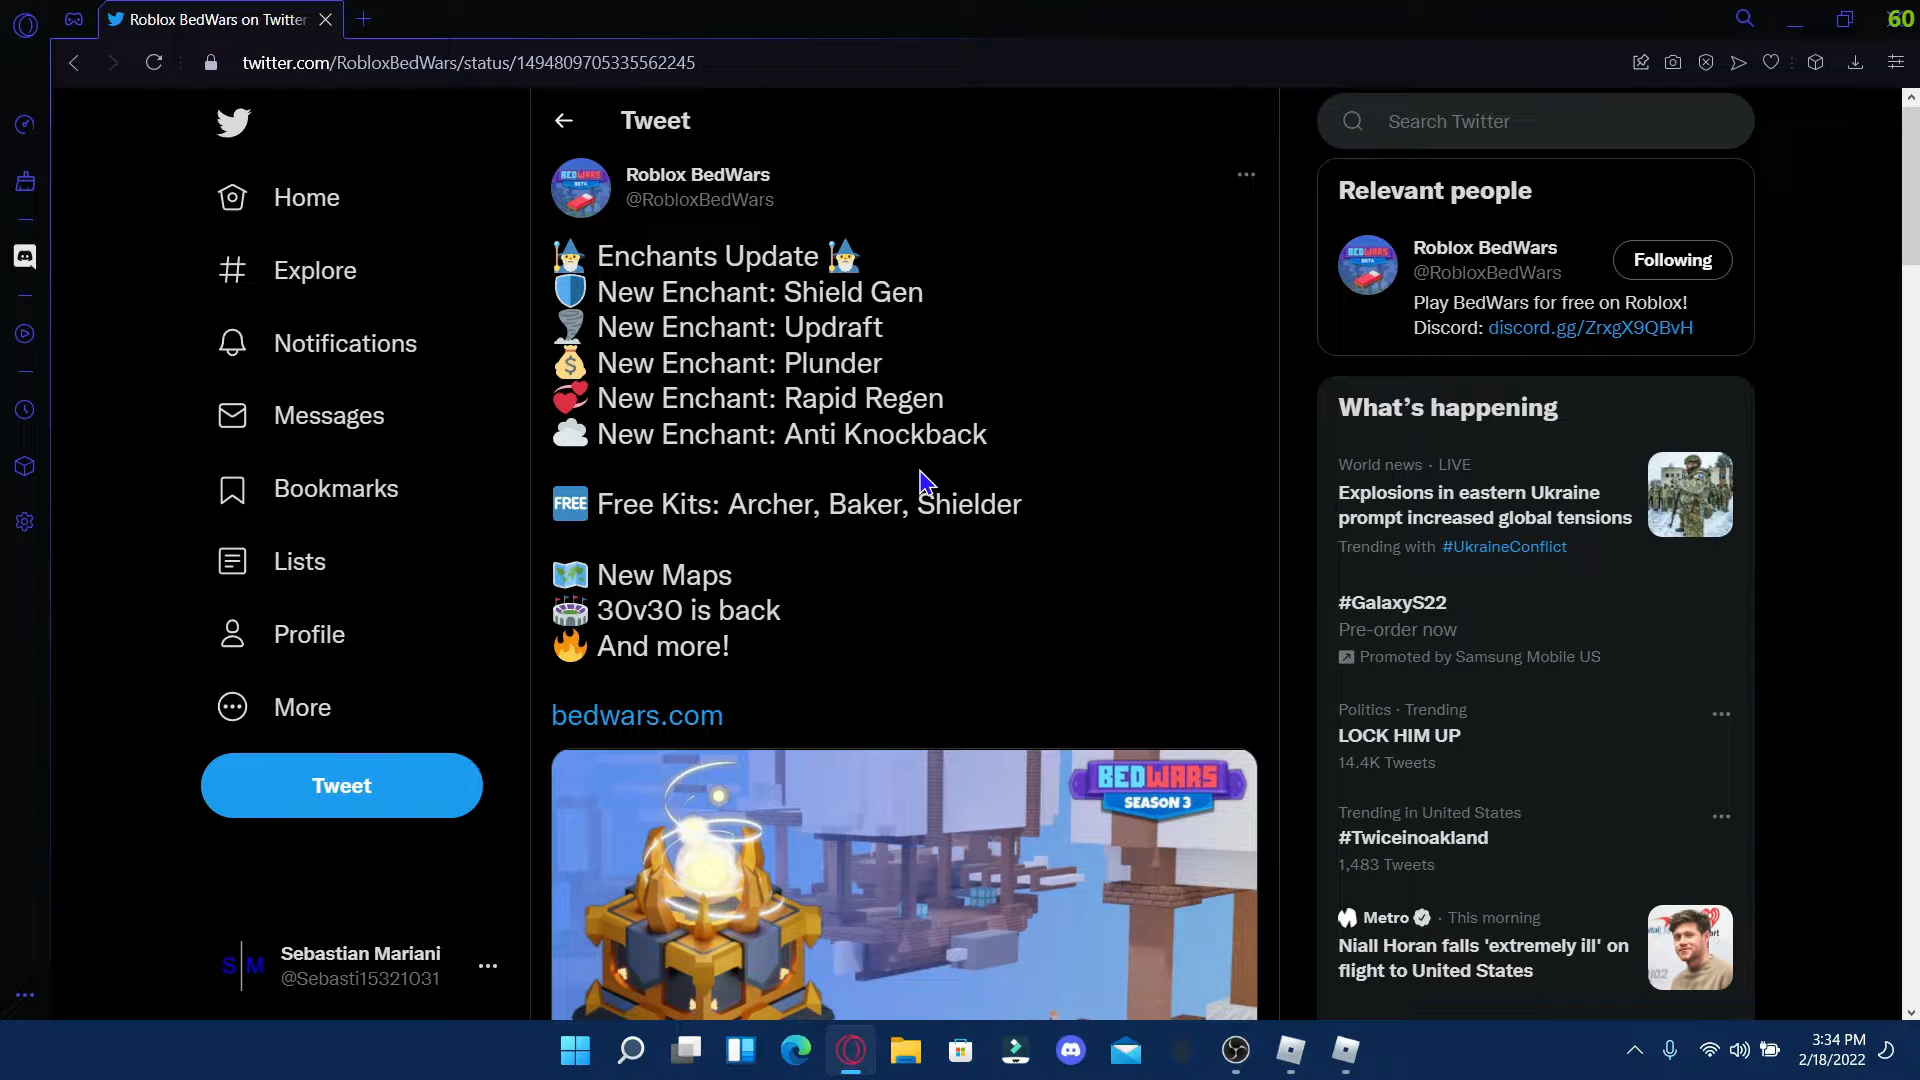 Roblox BedWars on Twitter
60
twitter.com/RobloxBedWars/status/1494809705335562245
Home
Explore
Notifications
Messages
Bookmarks
Lists
Profile
More
Tweet
Sebastian Mariani
@Sebasti15321031
SM
Tweet
Roblox BedWars
@RobloxBedWars
BEDWARS
BETA
🧙‍♂️ Enchants Update 🧙‍♂️
🛡️ New Enchant: Shield Gen
🌪️ New Enchant: Updraft
💰 New Enchant: Plunder
💞 New Enchant: Rapid Regen
☁️ New Enchant: Anti Knockback
🆓 Free Kits: Archer, Baker, Shielder
🗺️ New Maps
🏟️ 30v30 is back
🔥 And more!
bedwars.com
BEDWARS
SEASON 3
Search Twitter
Relevant people
BEDWARS
BETA
Roblox BedWars
@RobloxBedWars
Following
Play BedWars for free on Roblox!
Discord: discord.gg/ZrxgX9QBvH
What's happening
World news · LIVE
Explosions in eastern Ukraine
prompt increased global tensions
Trending with #UkraineConflict
#GalaxyS22
Pre-order now
Promoted by Samsung Mobile US
Politics · Trending
LOCK HIM UP
14.4K Tweets
Trending in United States
#Twiceinoakland
1,483 Tweets
Metro · This morning
Niall Horan falls 'extremely ill' on
flight to United States
3:34 PM
2/18/2022